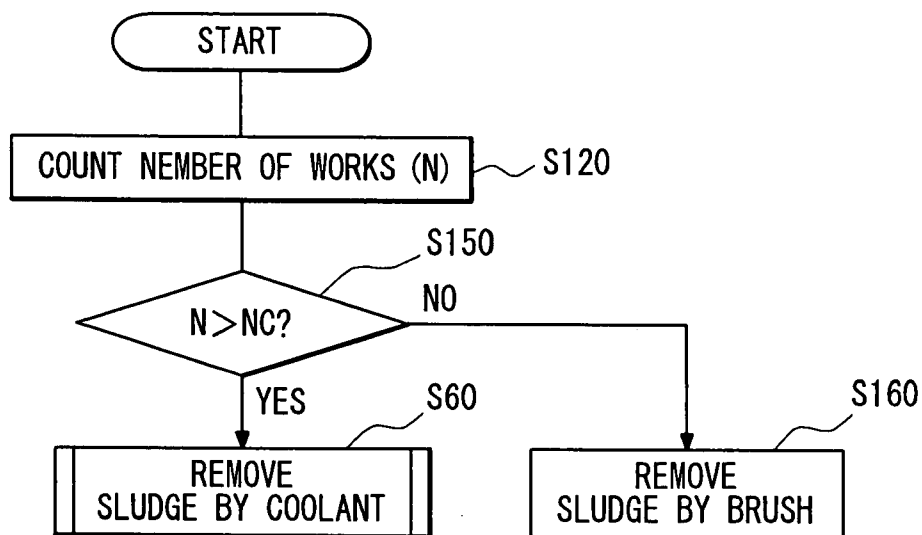 START
COUNT NEMBER OF WORKS (N)
S120
S150
N>NC?
NO
YES
S60
S160
REMOVE
SLUDGE BY COOLANT
REMOVE
SLUDGE BY BRUSH